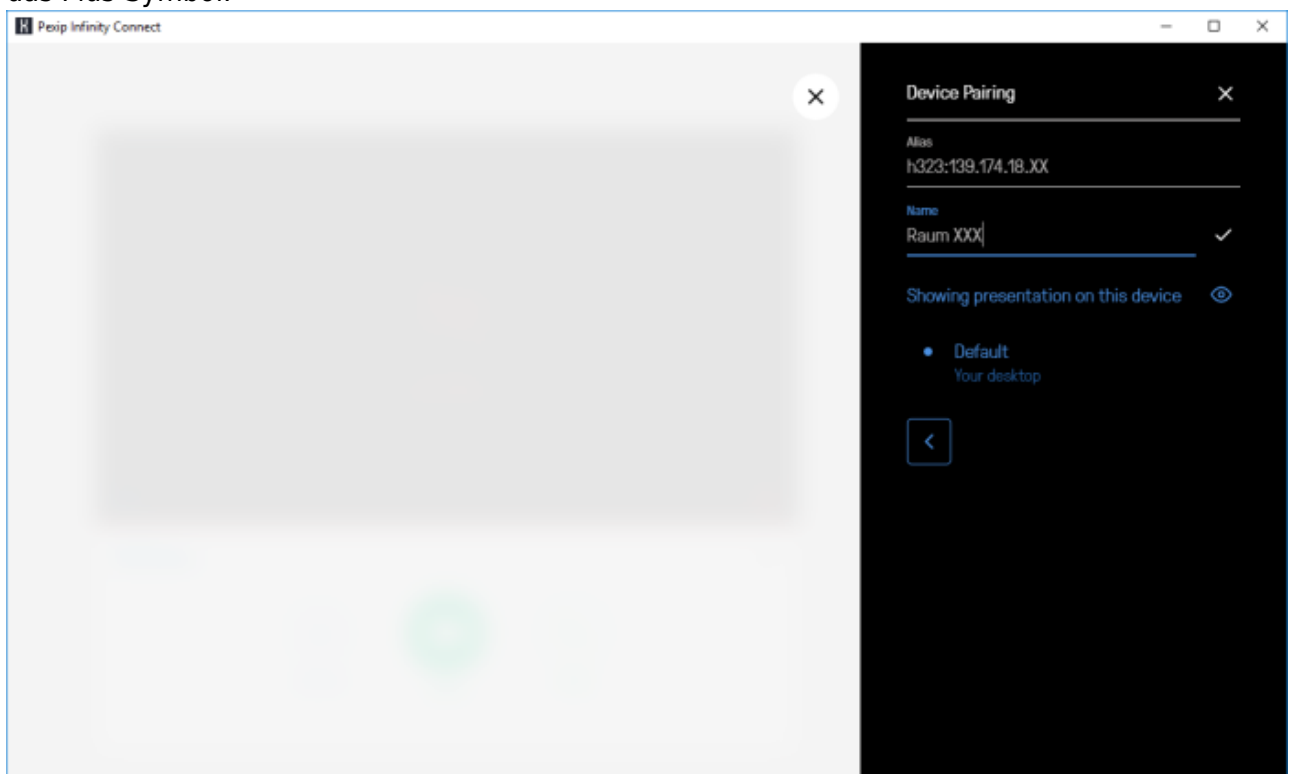 das Plus-Symbol.
Pexip Infinity Connect
Device Pairing
Alias
h323:139.174.18.XX
Name
Raum XXX
Showing presentation on this device
Default
Your desktop